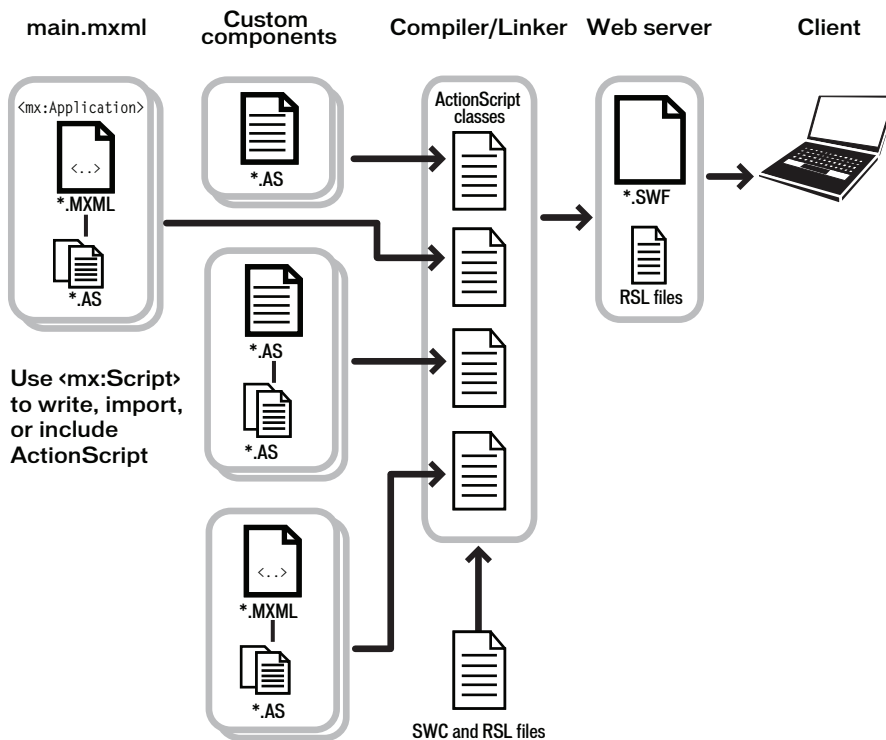 main.mxml
Custom
components
Compiler/Linker
Web server
Client
<mx:Application>
<..>
*.MXML
*.AS
Use ‹mx:Script›
to write, import,
or include
ActionScript
*.AS
*.AS
*.AS
<..>
*.MXML
*.AS
ActionScript
classes
SWC and RSL files
*.SWF
RSL files